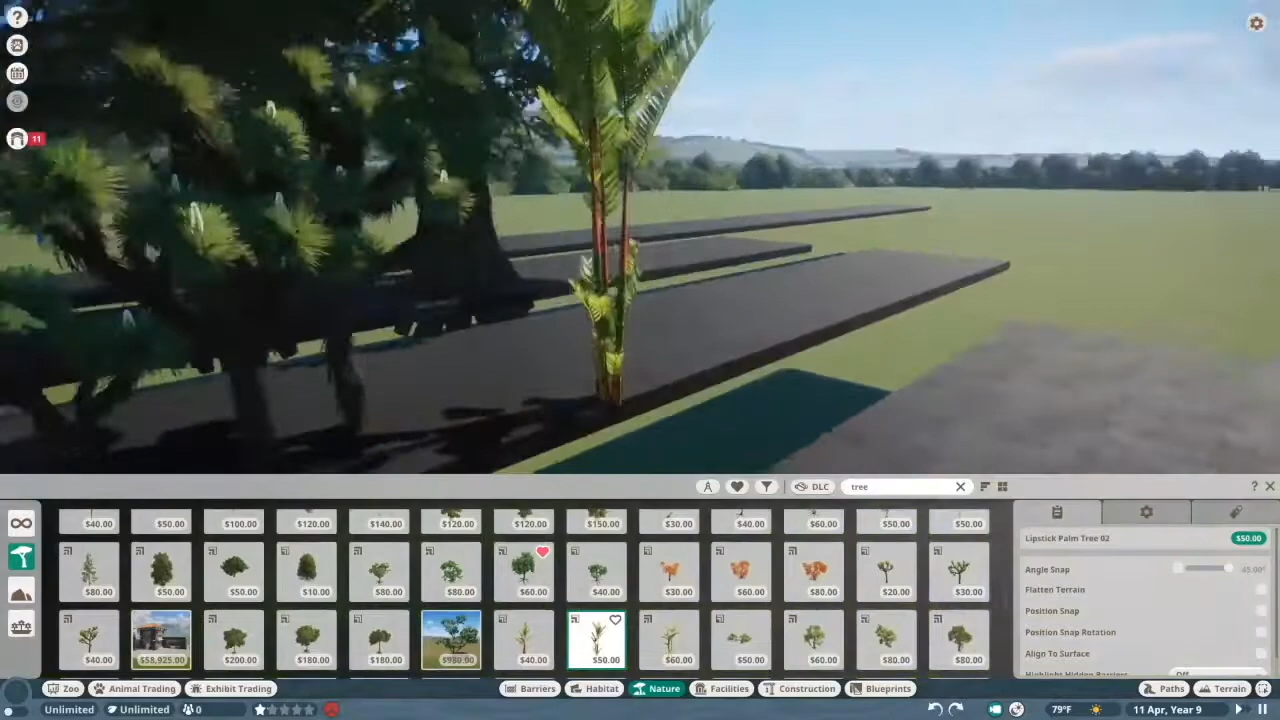 ?
11
DLC
tree
?
$40.00 $50.00 $100.00 $120.00 $140.00 $120.00 $120.00 $150.00 $30.00 $40.00 $60.00 $50.00 $50.00
Lipstick Palm Tree 02 $50.00
$80.00 $50.00 $50.00 $10.00 $80.00 $80.00 $60.00 $40.00 $30.00 $60.00 $80.00 $20.00 $30.00
Angle Snap 45.00°
Flatten Terrain
Position Snap
Position Snap Rotation
Align To Surface
$40.00 $58,925.00 $200.00 $180.00 $180.00 $980.00 $40.00 $50.00 $60.00 $50.00 $60.00 $80.00 $80.00
Highlight Hidden Barriers Off
Zoo Animal Trading Exhibit Trading Barriers Habitat Nature Facilities Construction Blueprints Paths Terrain
Unlimited Unlimited 0 79°F 11 Apr, Year 9